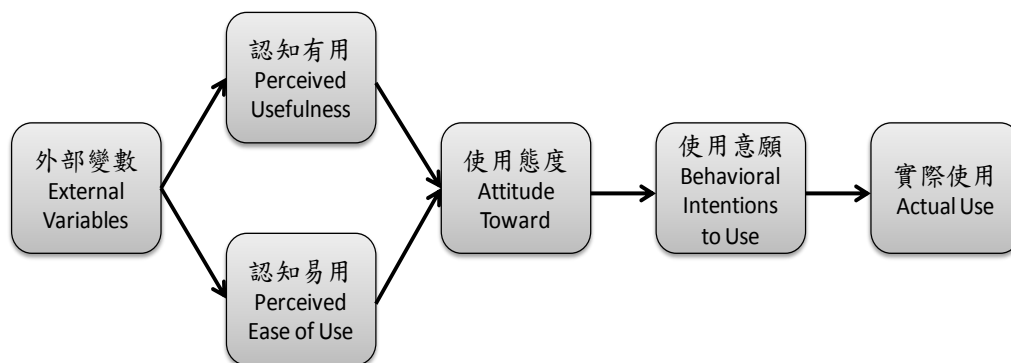 外部變數
External
Variables
認知有用
Perceived
Usefulness
認知易用
Perceived
Ease of Use
使用態度
Attitude
Toward
使用意願
Behavioral
Intentions
to Use
實際使用
Actual Use